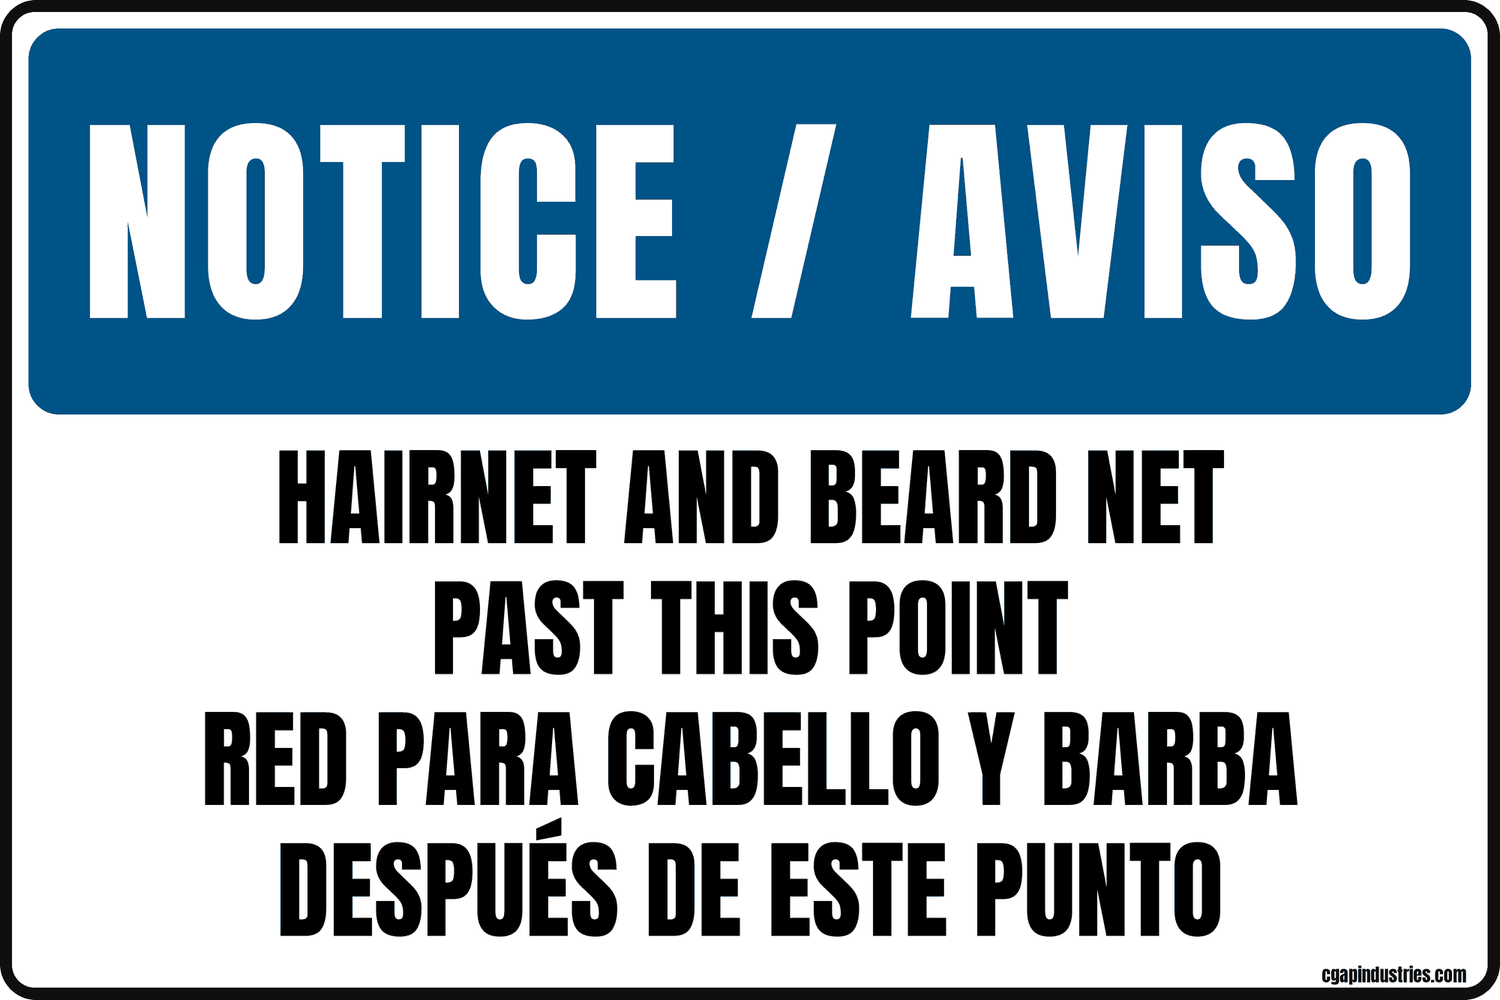 NOTICE / AVISO
HAIRNET AND BEARD NET
PAST THIS POINT
RED PARA CABELLO Y BARBA
DESPUÉS DE ESTE PUNTO
cgapindustries.com